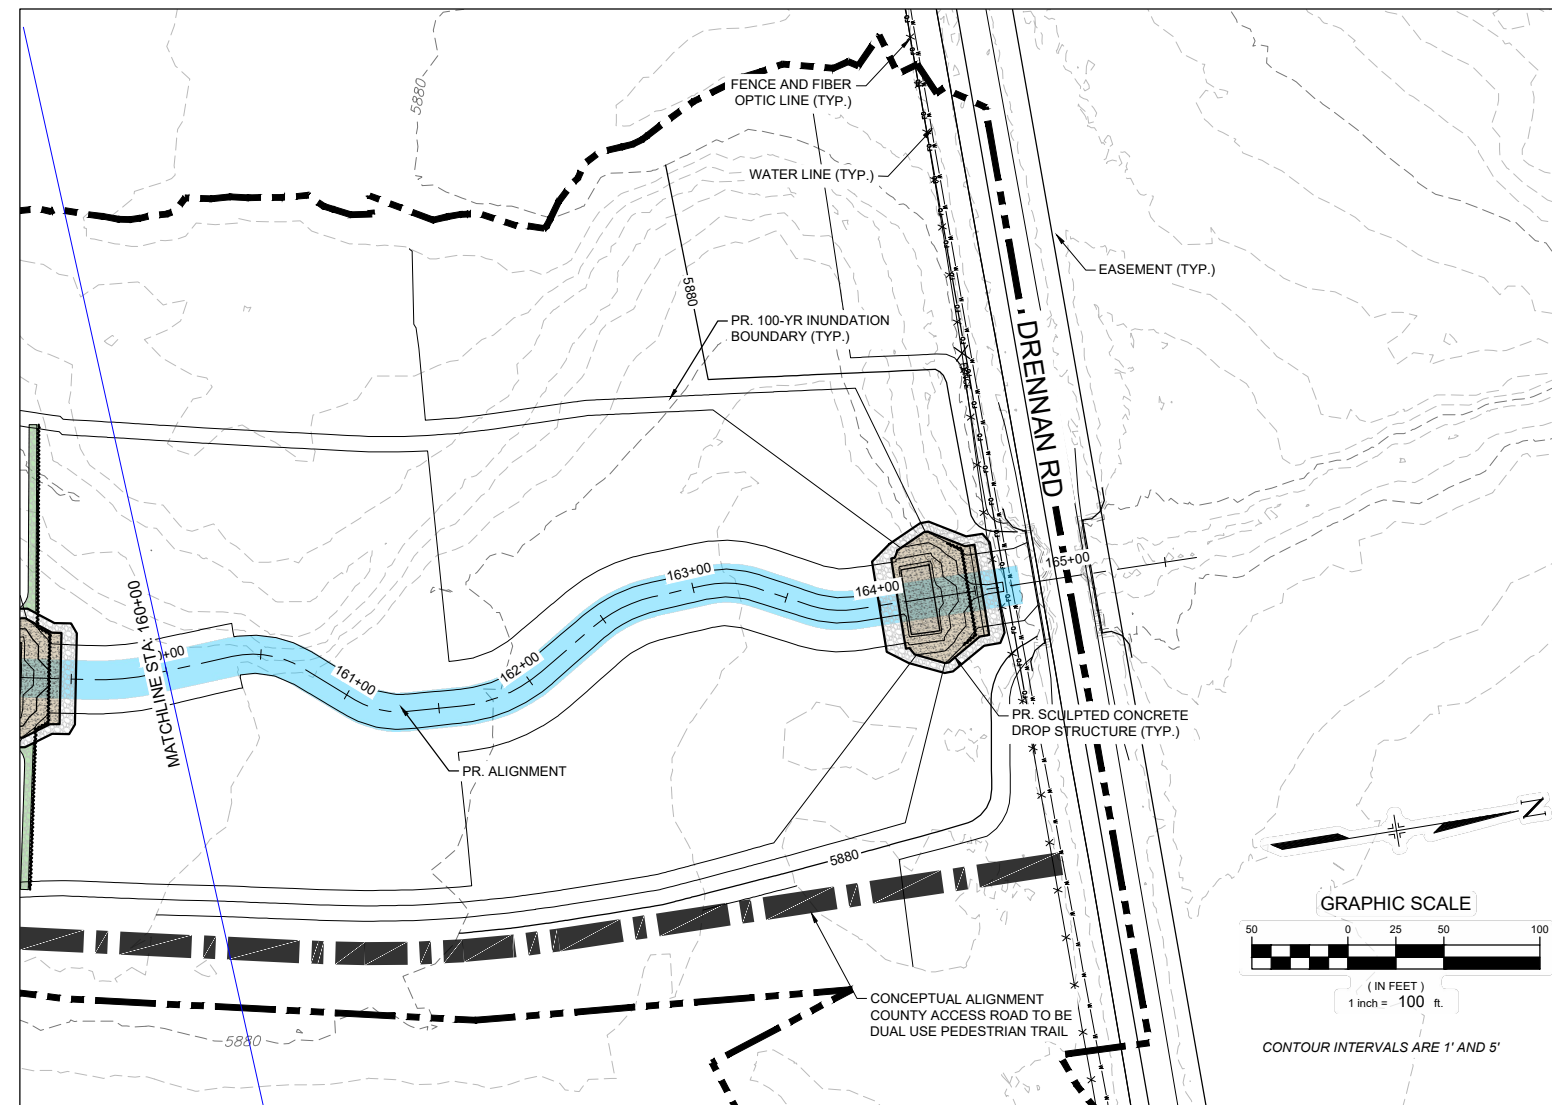 5880
FENCE AND FIBER
OPTIC LINE (TYP.)
WATER LINE (TYP.)
EASEMENT (TYP.)
5880
PR. 100-YR INUNDATION
BOUNDARY (TYP.)
DRENNAN RD
165+00
163+00
164+00
162+00
161+00
+00
MATCHLINE STA: 160+00
PR. SCULPTED CONCRETE
DROP STRUCTURE (TYP.)
PR. ALIGNMENT
N
5880
GRAPHIC SCALE
50 0 25 50 100
( IN FEET )
1 inch = 100 ft.
CONCEPTUAL ALIGNMENT
COUNTY ACCESS ROAD TO BE
DUAL USE PEDESTRIAN TRAIL
5880
CONTOUR INTERVALS ARE 1' AND 5'